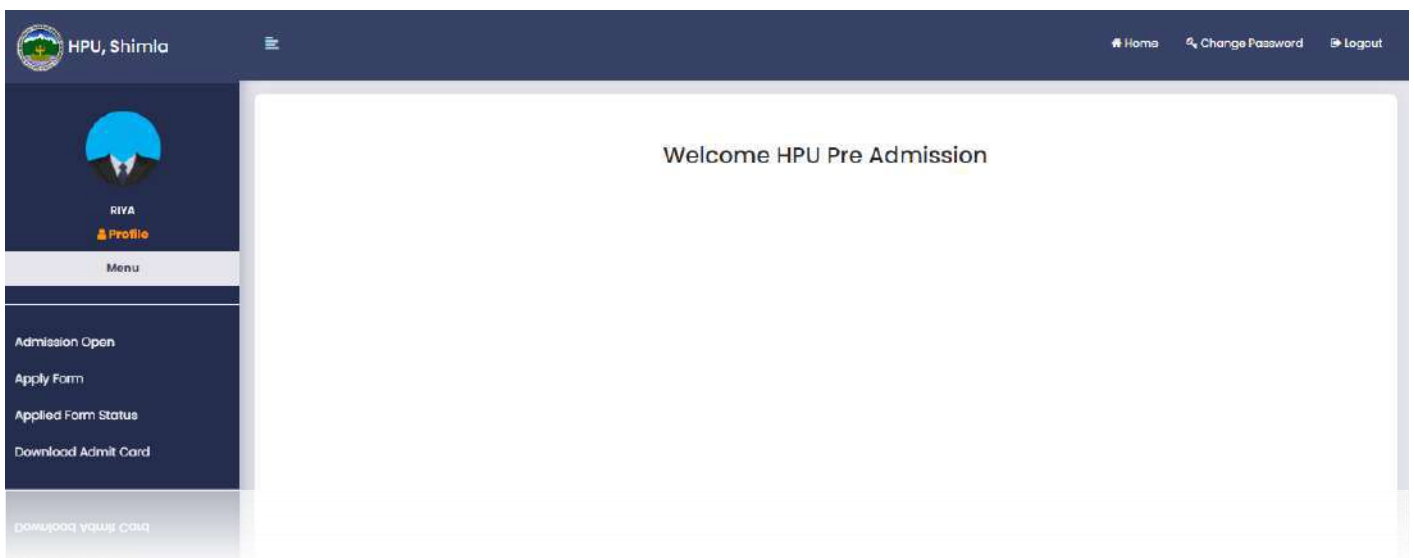 HPU, Shimla
Home Change Password Logout
RIYA
Profile
Menu
Welcome HPU Pre Admission
Admission Open
Apply Form
Applied Form Status
Download Admit Card